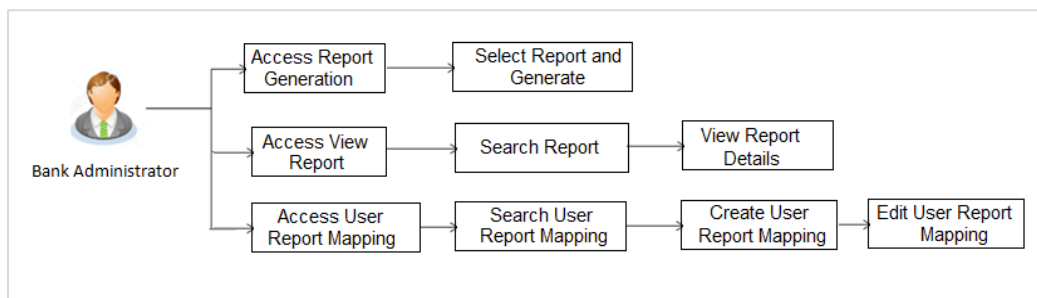 Access Report
Generation
Select Report and
Generate
Bank Administrator
Access View
Report
Search Report
View Report
Details
Access User
Report Mapping
Search User
Report Mapping
Create User
Report Mapping
Edit User Report
Mapping